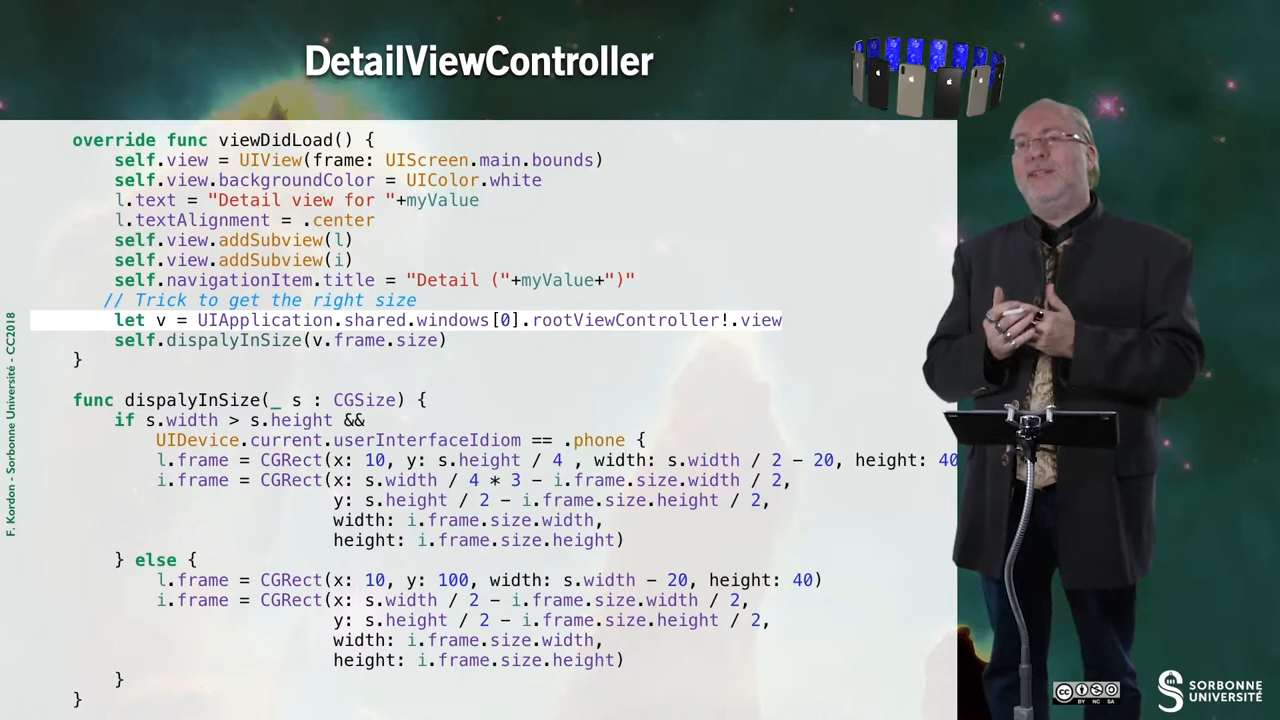 DetailViewController
override func viewDidLoad() {
self.view = UIView(frame: UIScreen.main.bounds)
self.view.backgroundColor = UIColor.white
l.text = "Detail view for "+myValue
l.textAlignment = .center
self.view.addSubview(l)
self.view.addSubview(i)
self.navigationItem.title = "Detail ("+myValue+")"
// Trick to get the right size
let v = UIApplication.shared.windows[0].rootViewController!.view
self.dispalyInSize(v.frame.size)
}
func dispalyInSize(_ s : CGSize) {
if s.width > s.height &&
UIDevice.current.userInterfaceIdiom == .phone {
l.frame = CGRect(x: 10, y: s.height / 4 , width: s.width / 2 - 20, height: 40
i.frame = CGRect(x: s.width / 4 * 3 - i.frame.size.width / 2,
y: s.height / 2 - i.frame.size.height / 2,
width: i.frame.size.width,
height: i.frame.size.height)
} else {
l.frame = CGRect(x: 10, y: 100, width: s.width - 20, height: 40)
i.frame = CGRect(x: s.width / 2 - i.frame.size.width / 2,
y: s.height / 2 - i.frame.size.height / 2,
width: i.frame.size.width,
height: i.frame.size.height)
}
}
F. Kordon - Sorbonne Université - CC2018
cc
BY NC SA
SORBONNE
UNIVERSITÉ